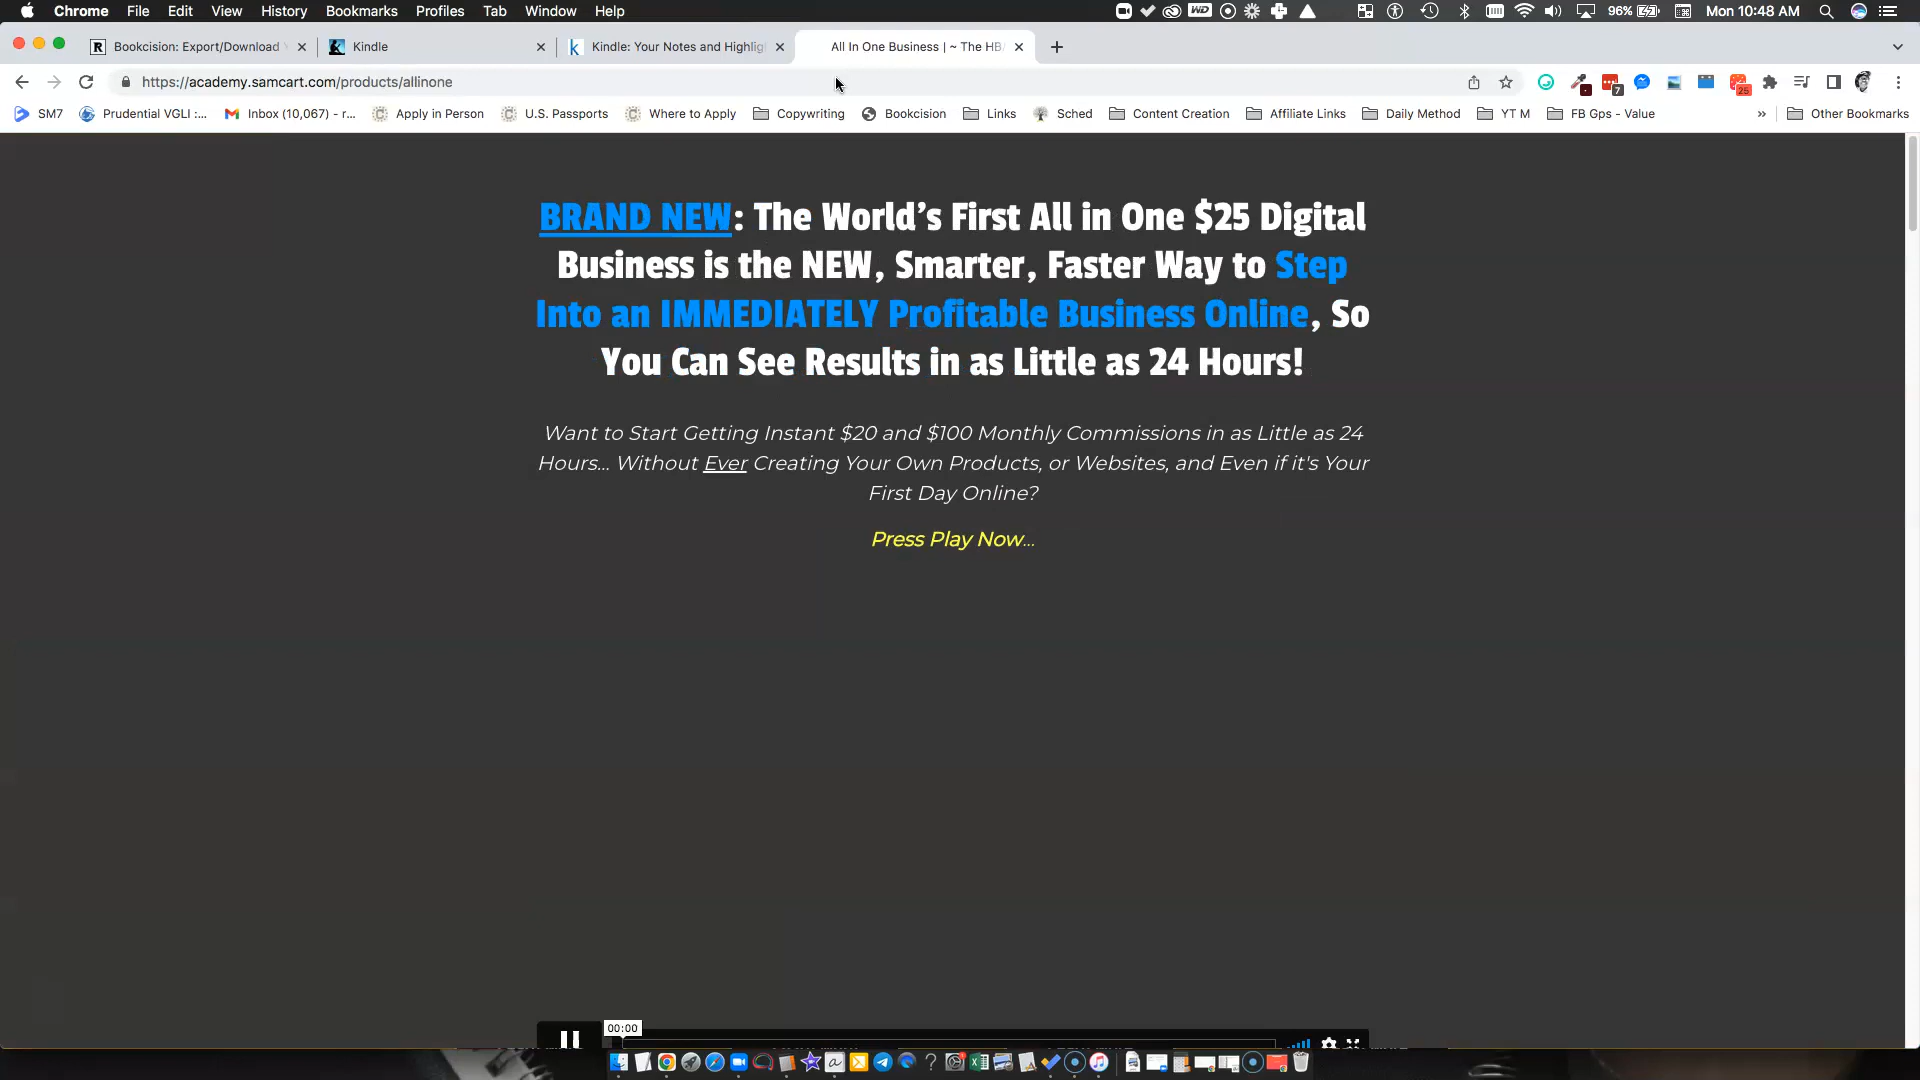 Chrome File Edit View History Bookmarks Profiles Tab Window Help 96% Mon 10:48 AM
Bookcision: Export/Download Kindle Kindle: Your Notes and Highlig All In One Business | ~ The HB
https://academy.samcart.com/products/allinone 7 25
SM7 Prudential VGLI :... Inbox (10,067) - r... Apply in Person U.S. Passports Where to Apply Copywriting Bookcision Links Sched Content Creation Affiliate Links Daily Method YT M FB Gps - Value » Other Bookmarks
BRAND NEW: The World’s First All in One $25 Digital
Business is the NEW, Smarter, Faster Way to Step
Into an IMMEDIATELY Profitable Business Online, So
You Can See Results in as Little as 24 Hours!
Want to Start Getting Instant $20 and $100 Monthly Commissions in as Little as 24
Hours... Without Ever Creating Your Own Products, or Websites, and Even if it's Your
First Day Online?
Press Play Now...
00:00